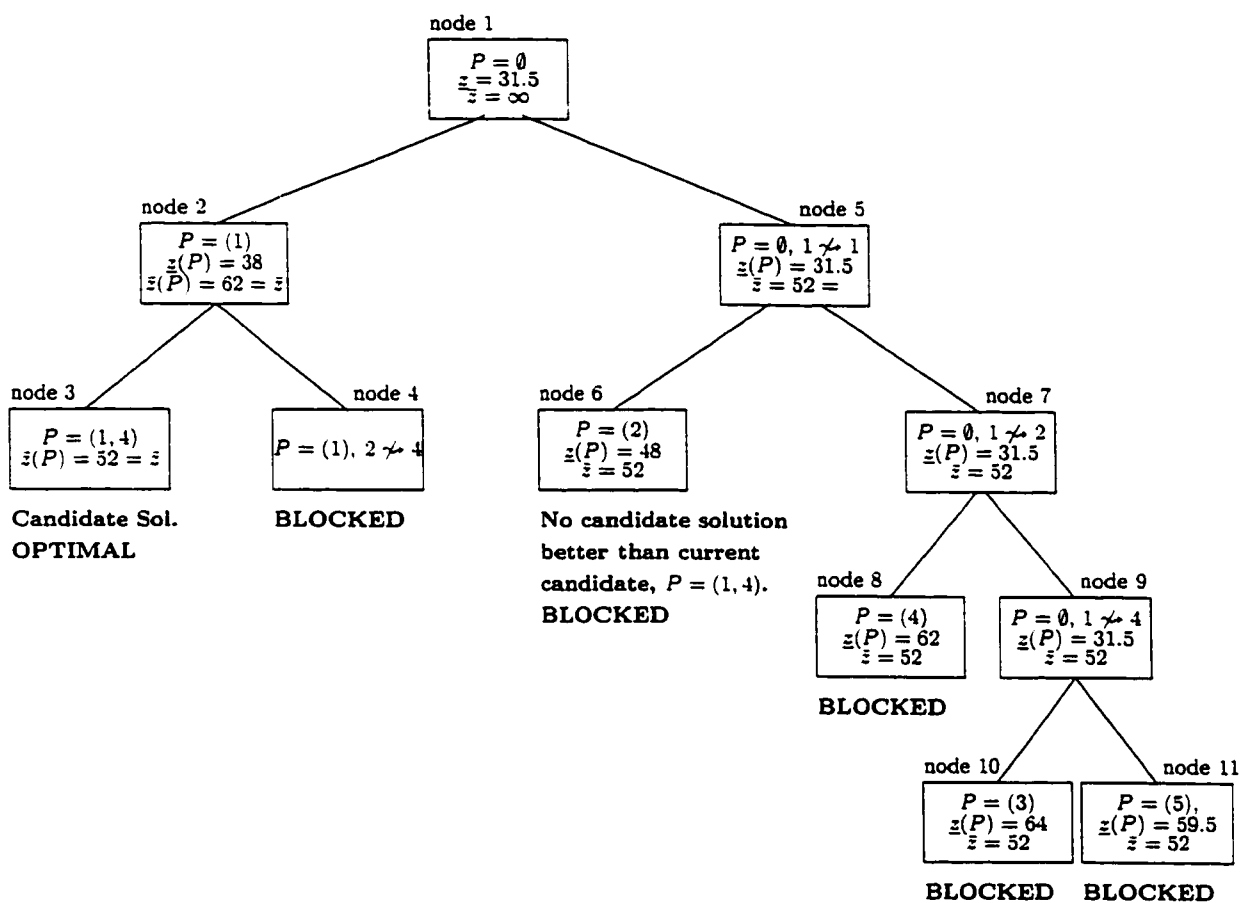 node 1
P = ∅
z̲ = 31.5
z̄ = ∞
node 2
P = (1)
z̲(P) = 38
z̄(P) = 62 = z̄
node 5
P = ∅, 1 ↛ 1
z̲(P) = 31.5
z̄ = 52 =
node 3
P = (1, 4)
z̄(P) = 52 = z̄
Candidate Sol.
OPTIMAL
node 4
P = (1), 2 ↛ 4
BLOCKED
node 6
P = (2)
z̲(P) = 48
z̄ = 52
No candidate solution
better than current
candidate, P = (1, 4).
BLOCKED
node 7
P = ∅, 1 ↛ 2
z̲(P) = 31.5
z̄ = 52
node 8
P = (4)
z̲(P) = 62
z̄ = 52
BLOCKED
node 9
P = ∅, 1 ↛ 4
z̲(P) = 31.5
z̄ = 52
node 10
P = (3)
z̲(P) = 64
z̄ = 52
BLOCKED
node 11
P = (5),
z̲(P) = 59.5
z̄ = 52
BLOCKED